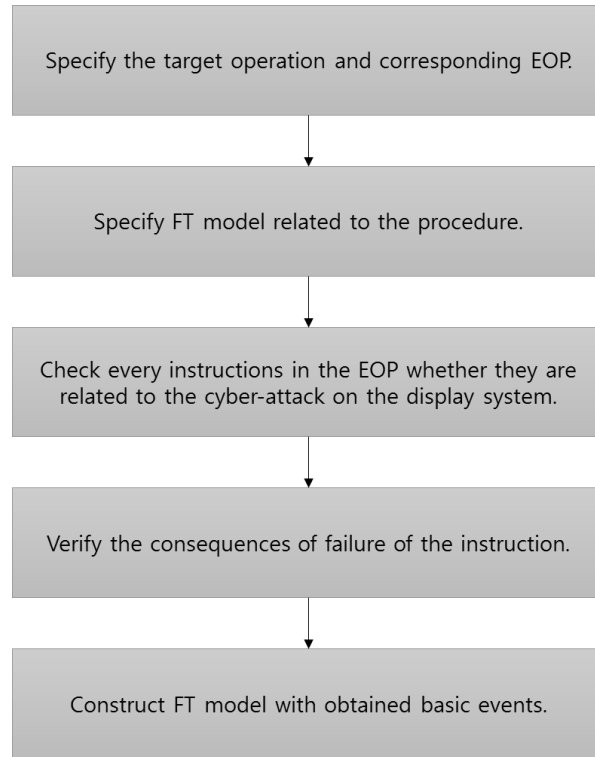 Specify the target operation and corresponding EOP.
Specify FT model related to the procedure.
Check every instructions in the EOP whether they are
related to the cyber-attack on the display system.
Verify the consequences of failure of the instruction.
Construct FT model with obtained basic events.